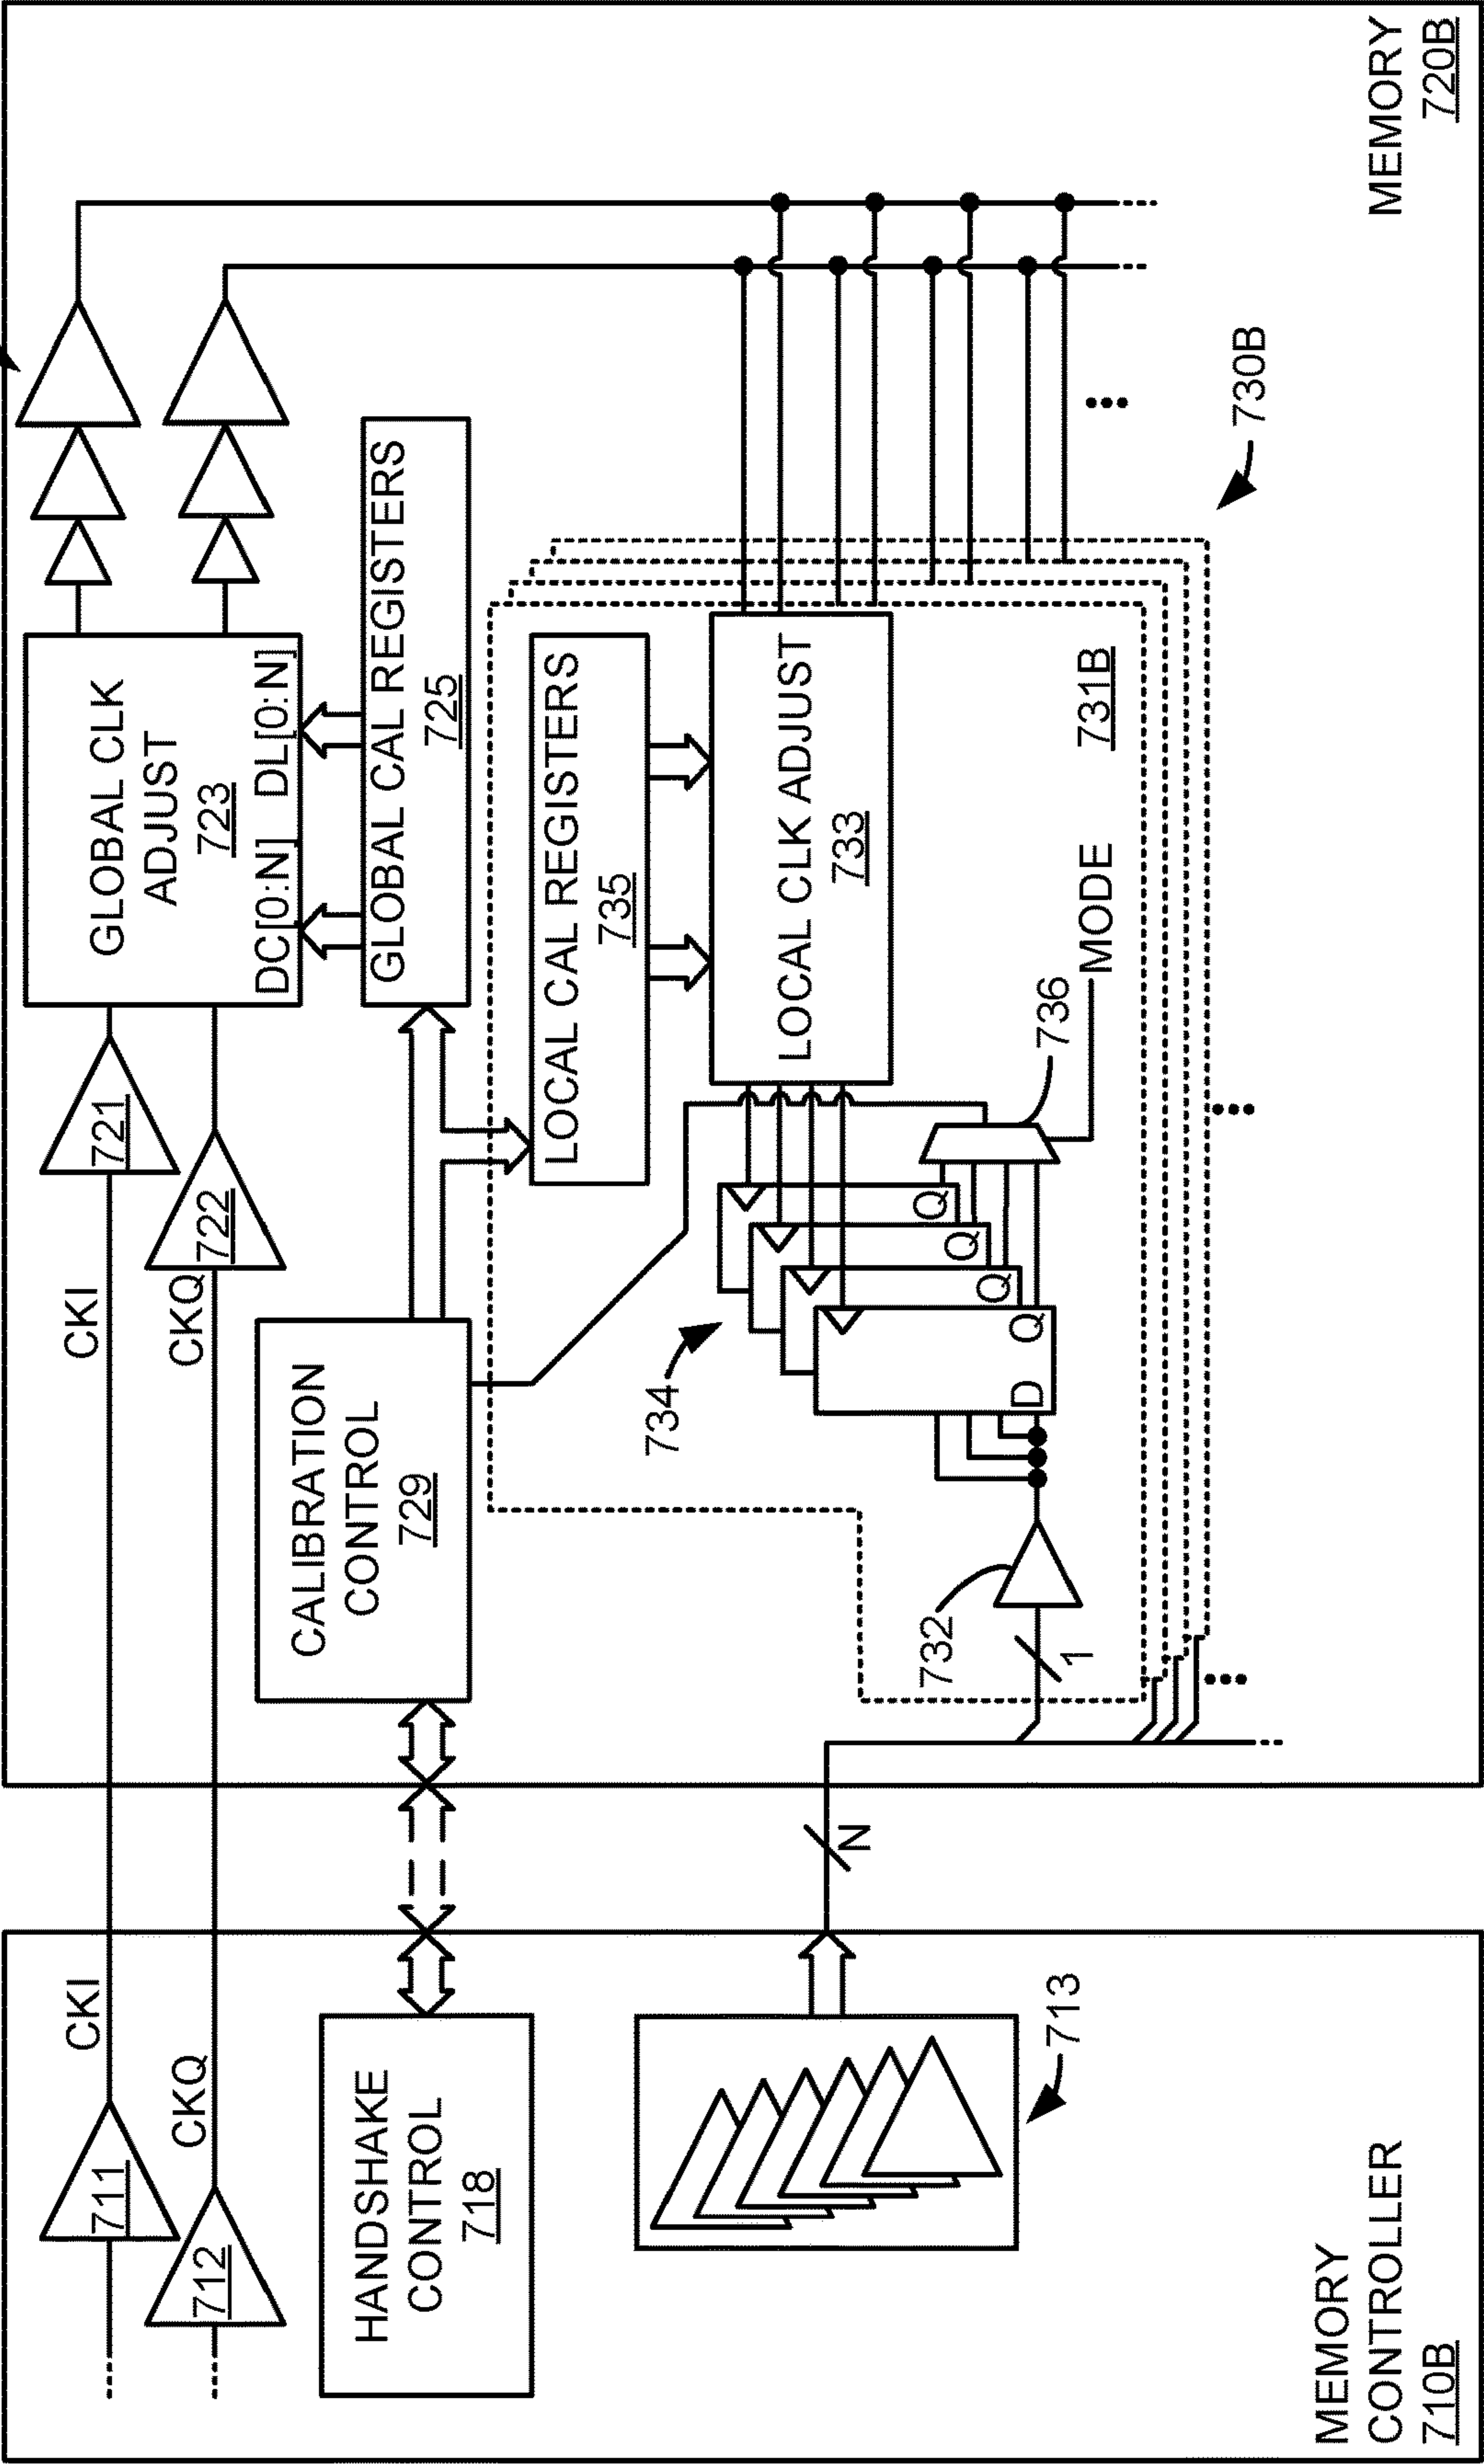 CKI
711
CKQ
712
HANDSHAKE
CONTROL
718
713
MEMORY
CONTROLLER
710B
N
CKI
721
CKQ
722
CALIBRATION
CONTROL
729
GLOBAL CLK
ADJUST
723
DC[0:N] DL[0:N]
GLOBAL CAL REGISTERS
725
LOCAL CAL REGISTERS
735
LOCAL CLK ADJUST
733
734
Q
Q
Q
D Q
732
1
736
MODE
731B
730B
MEMORY
720B